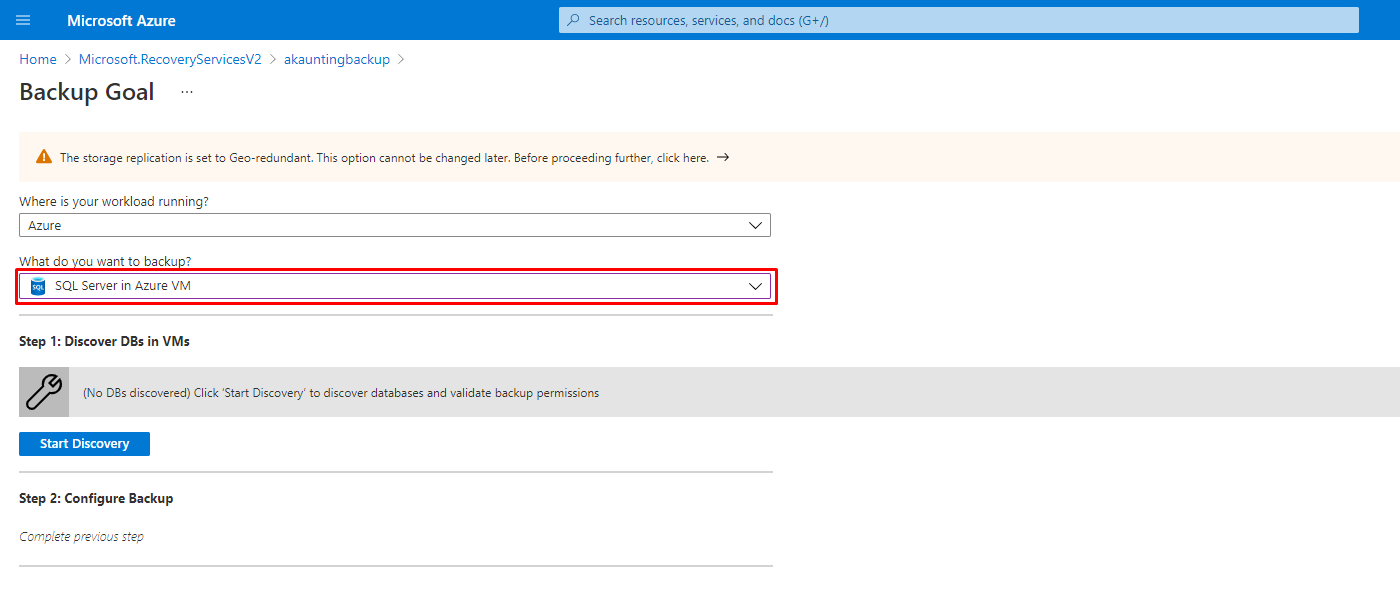 Microsoft Azure
Search resources, services, and docs (G+/)
Home > Microsoft.RecoveryServicesV2 > akauntingbackup >
Backup Goal ...
The storage replication is set to Geo-redundant. This option cannot be changed later. Before proceeding further, click here. →
Where is your workload running?
Azure
What do you want to backup?
SQL SQL Server in Azure VM
Step 1: Discover DBs in VMs
(No DBs discovered) Click 'Start Discovery' to discover databases and validate backup permissions
Start Discovery
Step 2: Configure Backup
Complete previous step